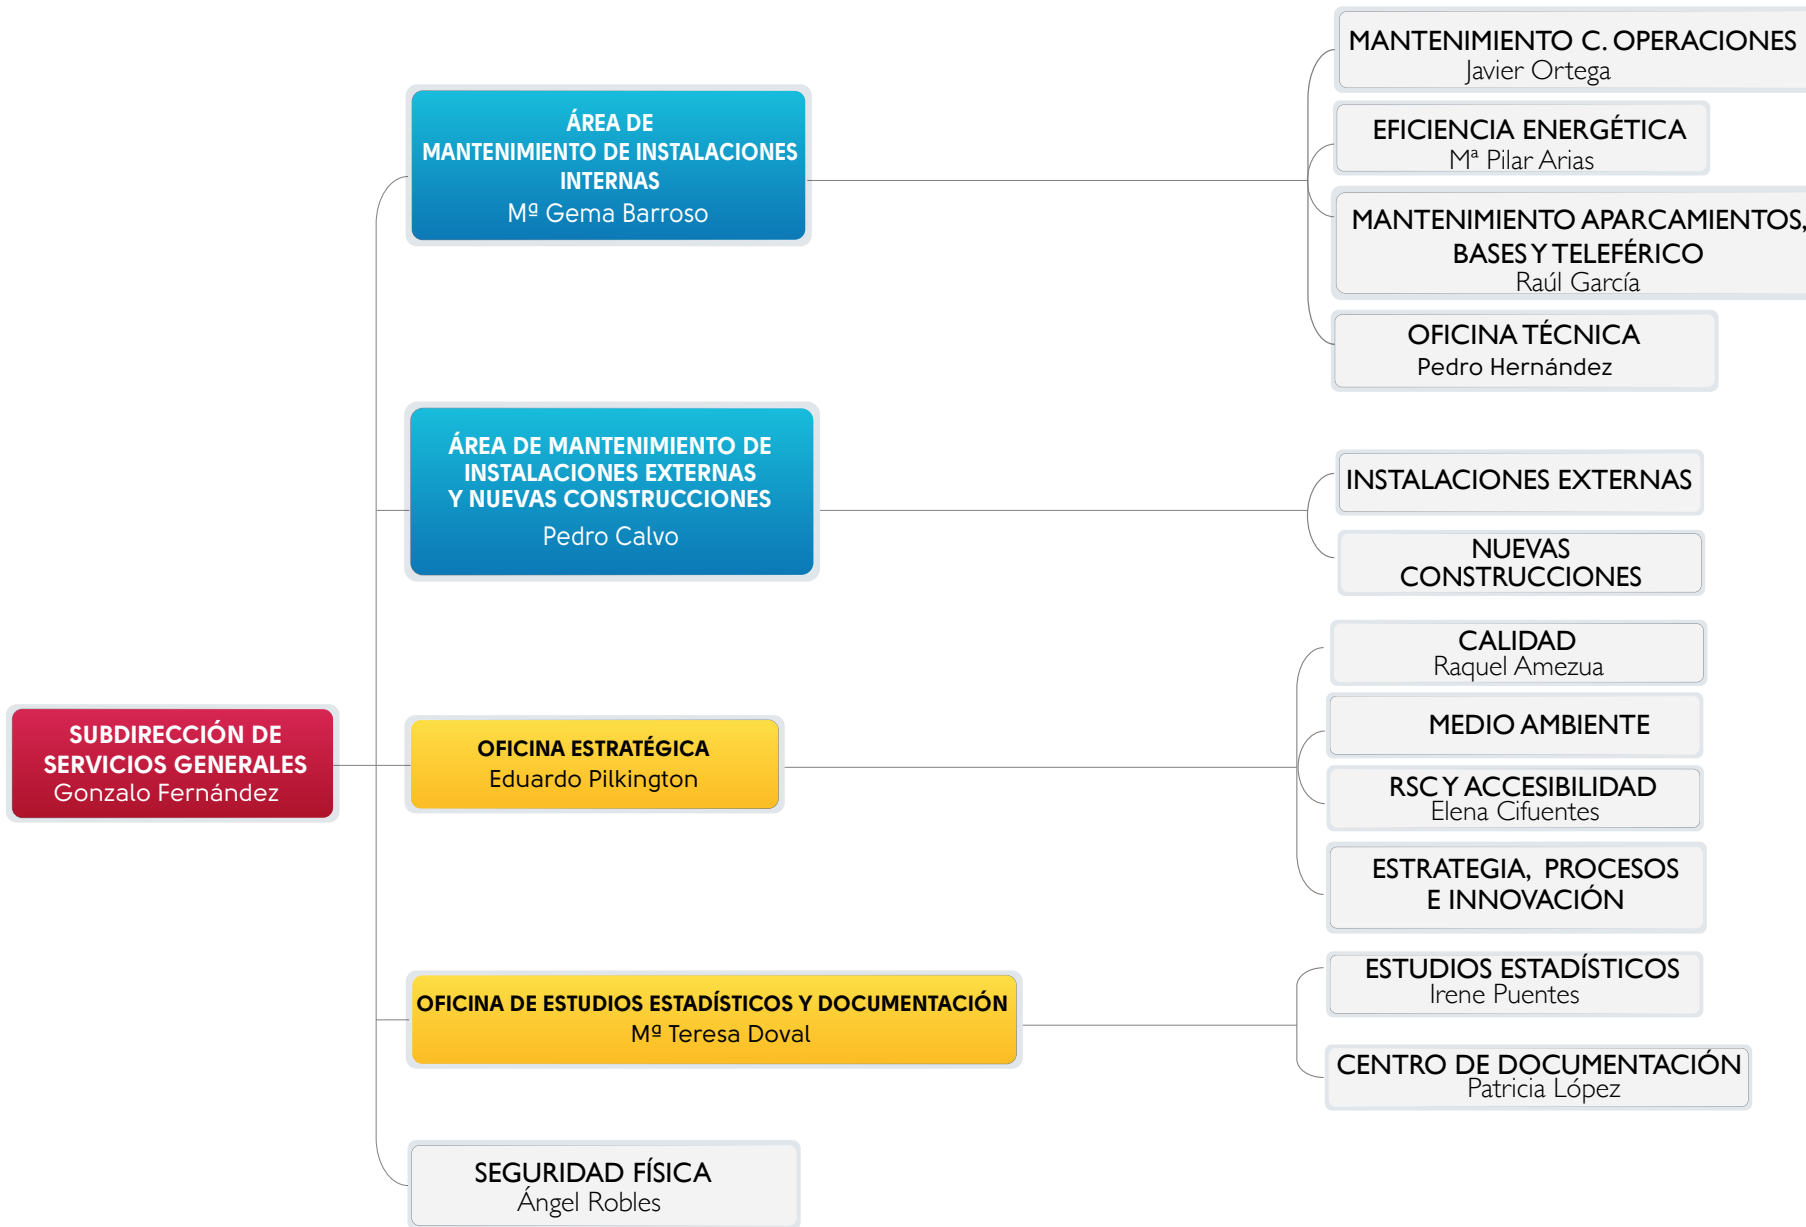 SUBDIRECCIÓN DE
SERVICIOS GENERALES
Gonzalo Fernández
ÁREA DE
MANTENIMIENTO DE INSTALACIONES
INTERNAS
Mª Gema Barroso
MANTENIMIENTO C. OPERACIONES
Javier Ortega
EFICIENCIA ENERGÉTICA
Mª Pilar Arias
MANTENIMIENTO APARCAMIENTOS,
BASES Y TELEFÉRICO
Raúl García
OFICINA TÉCNICA
Pedro Hernández
ÁREA DE MANTENIMIENTO DE
INSTALACIONES EXTERNAS
Y NUEVAS CONSTRUCCIONES
Pedro Calvo
INSTALACIONES EXTERNAS
NUEVAS
CONSTRUCCIONES
OFICINA ESTRATÉGICA
Eduardo Pilkington
CALIDAD
Raquel Amezua
MEDIO AMBIENTE
RSC Y ACCESIBILIDAD
Elena Cifuentes
ESTRATEGIA, PROCESOS
E INNOVACIÓN
OFICINA DE ESTUDIOS ESTADÍSTICOS Y DOCUMENTACIÓN
Mª Teresa Doval
ESTUDIOS ESTADÍSTICOS
Irene Puentes
CENTRO DE DOCUMENTACIÓN
Patricia López
SEGURIDAD FÍSICA
Ángel Robles